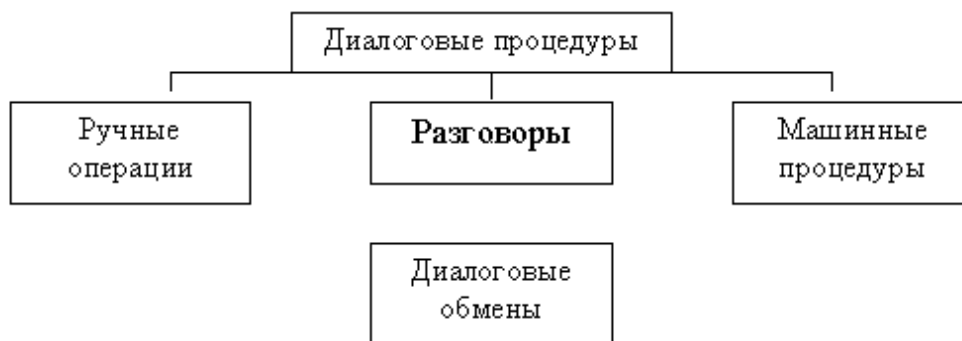 Диалоговые процедуры
Ручные
операции
Разговоры
Машинные
процедуры
Диалоговые
обмены